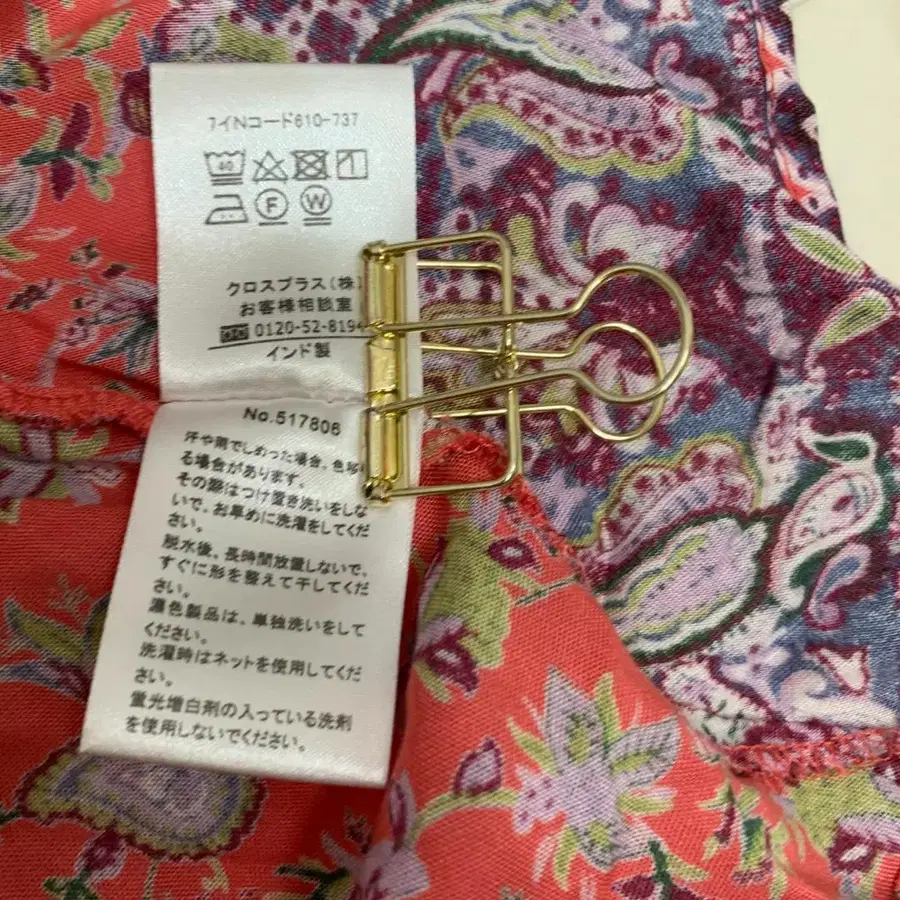 7イNコード610-737
40
F W
クロスプラス(株)
お客様相談室
0120-52-8194
インド製
No.517806
汗や雨でしめった場合、色移
る場合があります。
その際はつけ置き洗いをしな
いで、お早めに洗濯をしてくだ
さい。
脱水後、長時間放置しないで、
すぐに形を整えて干してくだ
さい。
濃色製品は、単独洗いをして
ください。
洗濯時はネットを使用してくだ
さい。
蛍光増白剤の入っている洗剤
を使用しないでください。